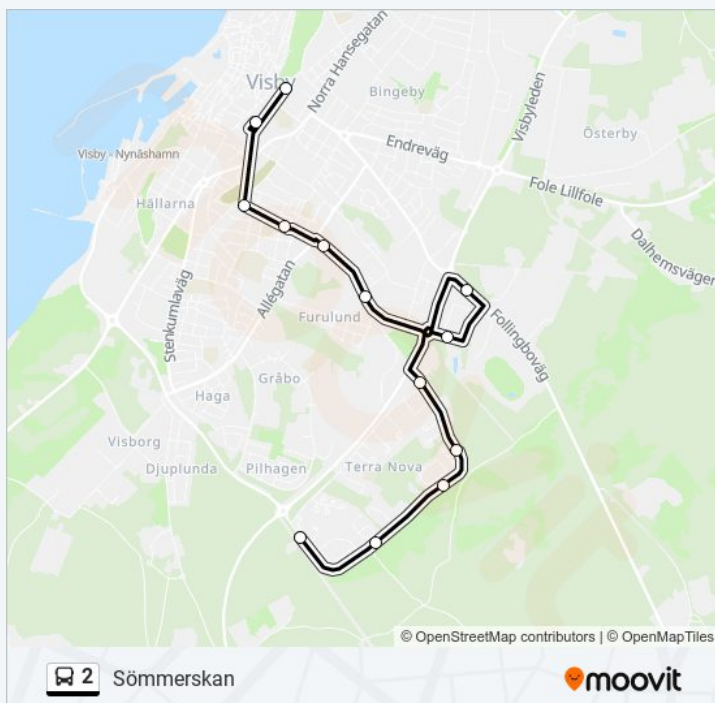 Visby
Norra Hansegatan
Bingeby
Visbyleden
Österby
Endreväg
Visby - Nynäshamn
Fole Lillfole
Hällarna
Dalhemsvägen
Allégatan
Stenkumlaväg
Furulund
Follingboväg
Gråbo
Haga
Visborg
Djuplunda
Pilhagen
Terra Nova
© OpenStreetMap contributors | © OpenMapTiles
2 Sömmerskan
moovit